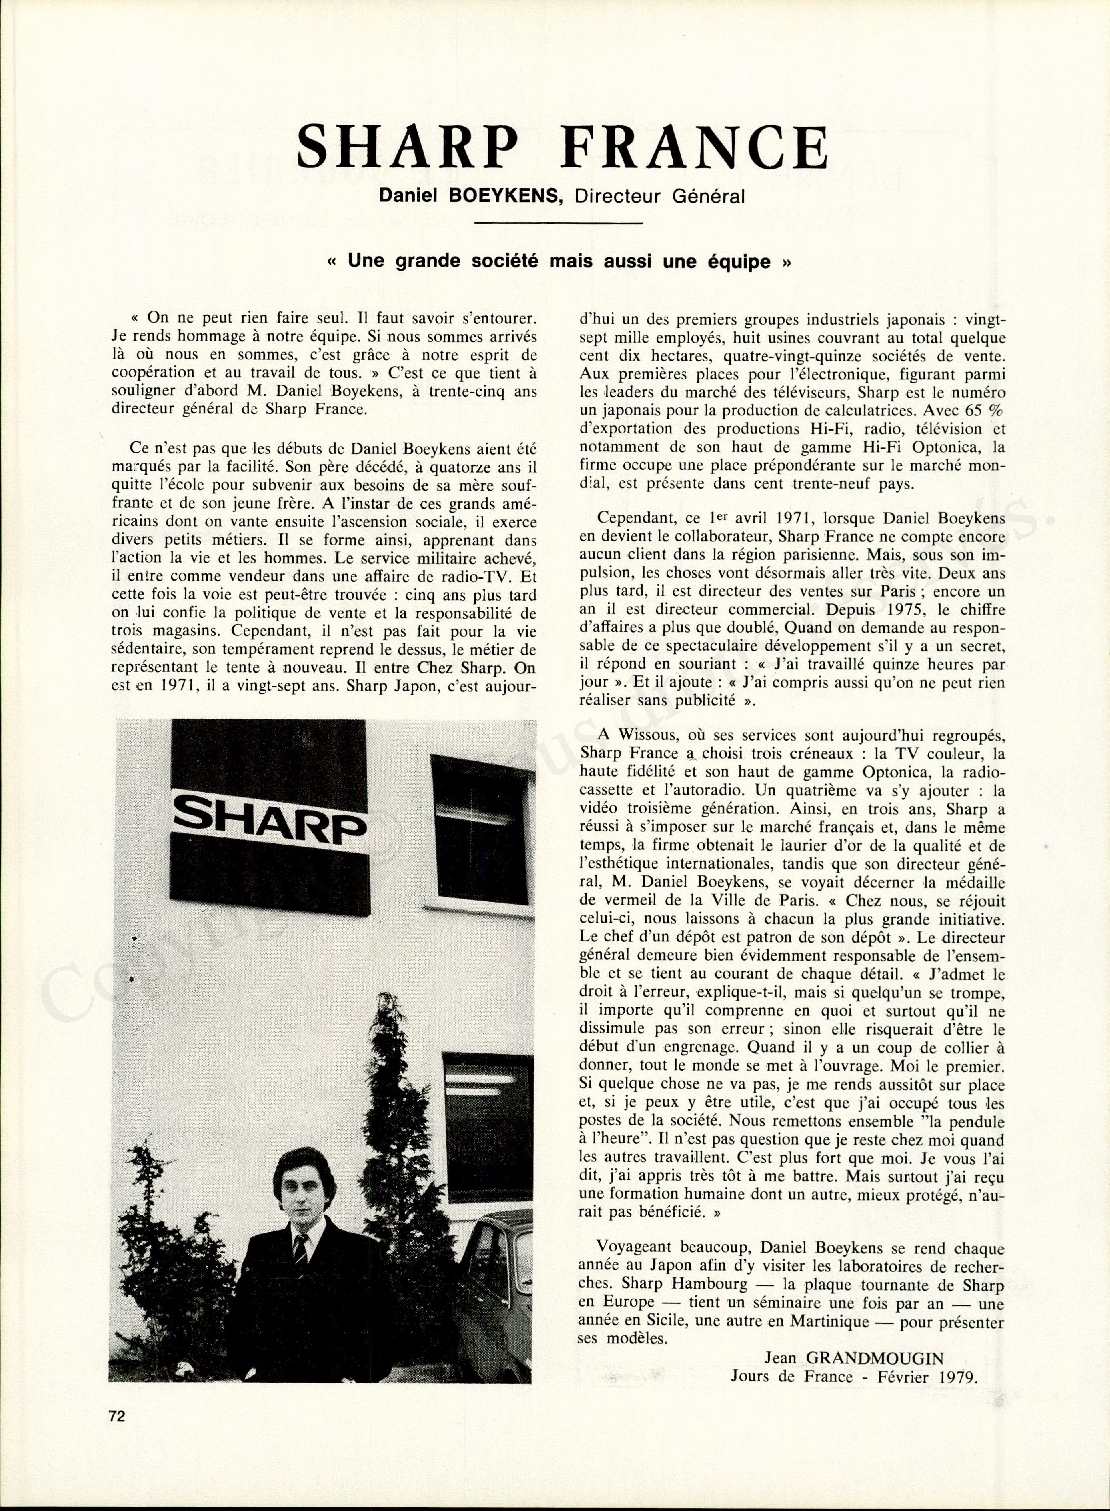 SHARP FRANCE
Daniel BOEYKENS, Directeur Général
« Une grande société mais aussi une équipe »
« On ne peut rien faire seul. Il faut savoir s'entourer.
Je rends hommage à notre équipe. Si nous sommes arrivés
là où nous en sommes, c'est grâce à notre esprit de
coopération et au travail de tous. » C'est ce que tient à
souligner d'abord M. Daniel Boyekens, à trente-cinq ans
directeur général de Sharp France.
Ce n'est pas que les débuts de Daniel Boeykens aient été
marqués par la facilité. Son père décédé, à quatorze ans il
quitte l'école pour subvenir aux besoins de sa mère souf-
frante et de son jeune frère. A l'instar de ces grands amé-
ricains dont on vante ensuite l'ascension sociale, il exerce
divers petits métiers. Il se forme ainsi, apprenant dans
l'action la vie et les hommes. Le service militaire achevé,
il entre comme vendeur dans une affaire de radio-TV. Et
cette fois la voie est peut-être trouvée : cinq ans plus tard
on lui confie la politique de vente et la responsabilité de
trois magasins. Cependant, il n'est pas fait pour la vie
sédentaire, son tempérament reprend le dessus, le métier de
représentant le tente à nouveau. Il entre Chez Sharp. On
est en 1971, il a vingt-sept ans. Sharp Japon, c'est aujour-
SHARP
d'hui un des premiers groupes industriels japonais : vingt-
sept mille employés, huit usines couvrant au total quelque
cent dix hectares, quatre-vingt-quinze sociétés de vente.
Aux premières places pour l'électronique, figurant parmi
les leaders du marché des téléviseurs, Sharp est le numéro
un japonais pour la production de calculatrices. Avec 65 %
d'exportation des productions Hi-Fi, radio, télévision et
notamment de son haut de gamme Hi-Fi Optonica, la
firme occupe une place prépondérante sur le marché mon-
dial, est présente dans cent trente-neuf pays.
Cependant, ce 1er avril 1971, lorsque Daniel Boeykens
en devient le collaborateur, Sharp France ne compte encore
aucun client dans la région parisienne. Mais, sous son im-
pulsion, les choses vont désormais aller très vite. Deux ans
plus tard, il est directeur des ventes sur Paris ; encore un
an il est directeur commercial. Depuis 1975, le chiffre
d'affaires a plus que doublé, Quand on demande au respon-
sable de ce spectaculaire développement s'il y a un secret,
il répond en souriant : « J'ai travaillé quinze heures par
jour ». Et il ajoute : « J'ai compris aussi qu'on ne peut rien
réaliser sans publicité ».
A Wissous, où ses services sont aujourd'hui regroupés,
Sharp France a choisi trois créneaux : la TV couleur, la
haute fidélité et son haut de gamme Optonica, la radio-
cassette et l'autoradio. Un quatrième va s'y ajouter : la
vidéo troisième génération. Ainsi, en trois ans, Sharp a
réussi à s'imposer sur le marché français et, dans le même
temps, la firme obtenait le laurier d'or de la qualité et de
l'esthétique internationales, tandis que son directeur géné-
ral, M. Daniel Boeykens, se voyait décerner la médaille
de vermeil de la Ville de Paris. « Chez nous, se réjouit
celui-ci, nous laissons à chacun la plus grande initiative.
Le chef d'un dépôt est patron de son dépôt ». Le directeur
général demeure bien évidemment responsable de l'ensem-
ble et se tient au courant de chaque détail. « J'admet le
droit à l'erreur, explique-t-il, mais si quelqu'un se trompe,
il importe qu'il comprenne en quoi et surtout qu'il ne
dissimule pas son erreur ; sinon elle risquerait d'être le
début d'un engrenage. Quand il y a un coup de collier à
donner, tout le monde se met à l'ouvrage. Moi le premier.
Si quelque chose ne va pas, je me rends aussitôt sur place
et, si je peux y être utile, c'est que j'ai occupé tous les
postes de la société. Nous remettons ensemble "la pendule
à l'heure". Il n'est pas question que je reste chez moi quand
les autres travaillent. C'est plus fort que moi. Je vous l'ai
dit, j'ai appris très tôt à me battre. Mais surtout j'ai reçu
une formation humaine dont un autre, mieux protégé, n'au-
rait pas bénéficié. »
Voyageant beaucoup, Daniel Boeykens se rend chaque
année au Japon afin d'y visiter les laboratoires de recher-
ches. Sharp Hambourg — la plaque tournante de Sharp
en Europe — tient un séminaire une fois par an — une
année en Sicile, une autre en Martinique — pour présenter
ses modèles.
Jean GRANDMOUGIN
Jours de France - Février 1979.
72